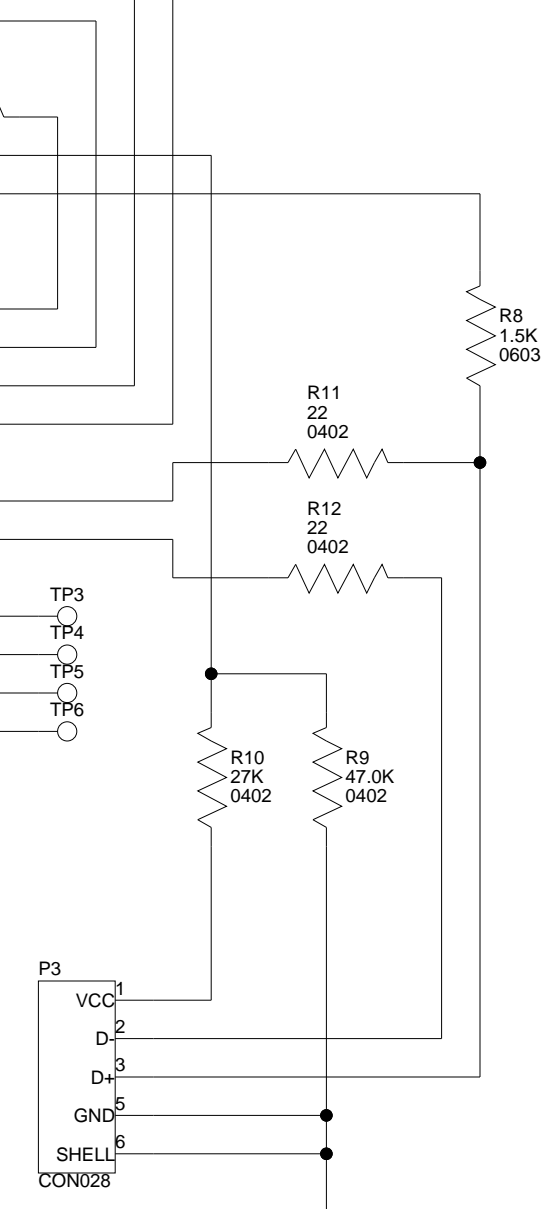 R8
1.5K
0603
R11
22
0402
R12
22
0402
TP3
TP4
TP5
TP6
R10
27K
0402
R9
47.0K
0402
P3
VCC 1
D- 2
D+ 3
GND 5
SHELL 6
CON028